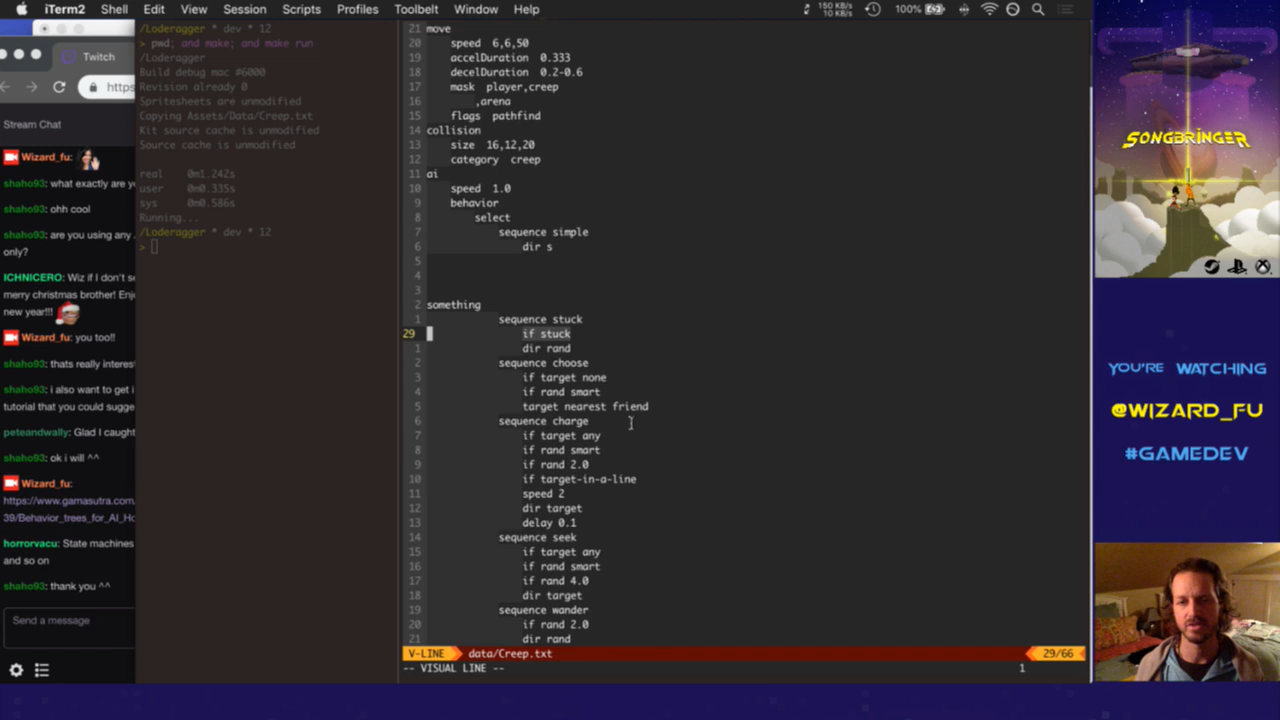 iTerm2 Shell Edit View Session Scripts Profiles Toolbelt Window Help
150 KB/s
10 KB/s
100%
Twitch
https
Stream Chat
Wizard_fu:
shaho93: what exactly are yo
shaho93: ohh cool
shaho93: are you using any
only?
ICHNICERO: Wiz if I don't se
merry christmas brother! Enj
new year!!!
Wizard_fu: you too!!
shaho93: thats really interest
shaho93: i also want to get i
tutorial that you could sugge
peteandwally: Glad I caught
shaho93: ok i will ^^
Wizard_fu:
https://www.gamasutra.com
39/Behavior_trees_for_AI_Ho
horrorvacu: State machines
and so on
shaho93: thank you ^^
Send a message
/Loderagger * dev * 12
> pwd; and make; and make run
/Loderagger
Build debug mac #6000
Revision already 0
Spritesheets are unmodified
Copying Assets/Data/Creep.txt
Kit source cache is unmodified
Source cache is unmodified
real 0m1.242s
user 0m0.335s
sys 0m0.586s
Running...
/Loderagger * dev * 12
>
21 move
20 speed 6,6,50
19 accelDuration 0.333
18 decelDuration 0.2-0.6
17 mask player,creep
16 ,arena
15 flags pathfind
14 collision
13 size 16,12,20
12 category creep
11 ai
10 speed 1.0
9 behavior
8 select
7 sequence simple
6 dir s
5
4
3
2 something
1 sequence stuck
29 if stuck
1 dir rand
2 sequence choose
3 if target none
4 if rand smart
5 target nearest friend
6 sequence charge
7 if target any
8 if rand smart
9 if rand 2.0
10 if target-in-a-line
11 speed 2
12 dir target
13 delay 0.1
14 sequence seek
15 if target any
16 if rand smart
17 if rand 4.0
18 dir target
19 sequence wander
20 if rand 2.0
21 dir rand
V-LINE data/Creep.txt 29/66
-- VISUAL LINE -- 1
SONGBRINGER
YOU'RE WATCHING
@WIZARD_FU
#GAMEDEV